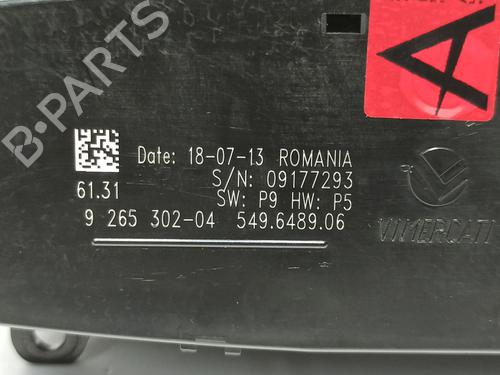 A
B-PARTS
Date: 18-07-13 ROMANIA
S/N: 09177293
61.31
SW: P9 HW: P5
9 265 302-04 549.6489.06
VIMERCATI